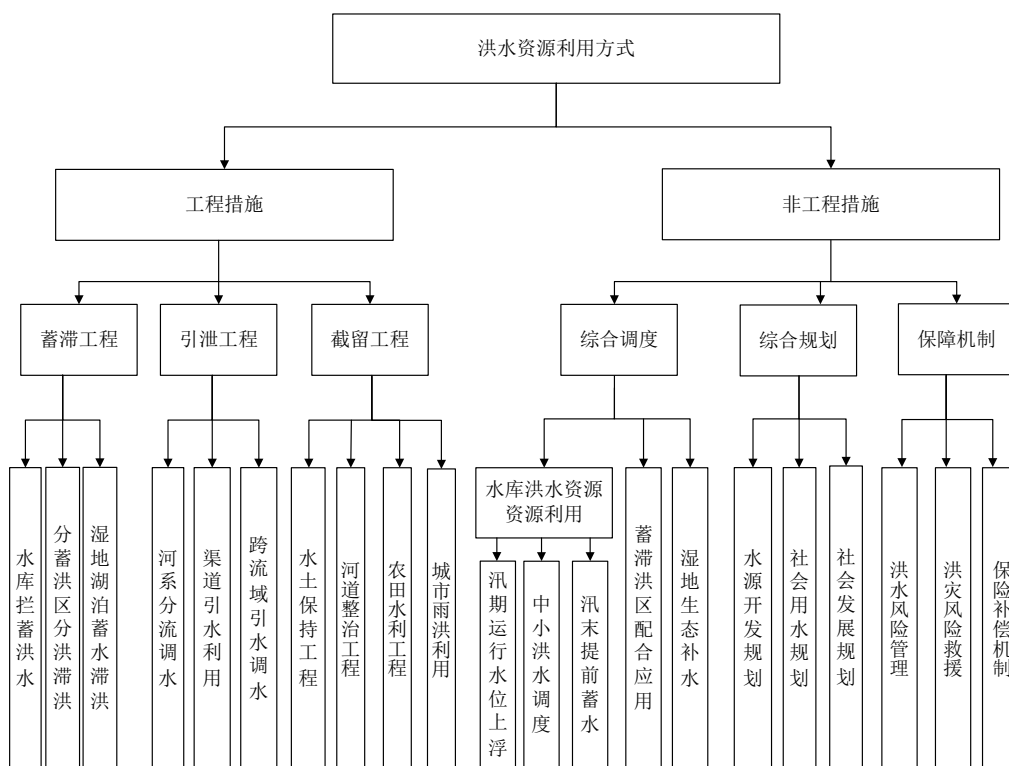 洪水资源利用方式
工程措施
非工程措施
蓄滞工程
引泄工程
截留工程
综合调度
综合规划
保障机制
水库拦蓄洪水
分蓄洪区分洪滞洪
湿地湖泊蓄水滞洪
河系分流调水
渠道引水利用
跨流域引水调水
水土保持工程
河道整治工程
农田水利工程
城市雨洪利用
水库洪水资源
资源利用
汛期运行水位上浮
中小洪水调度
汛末提前蓄水
蓄滞洪区配合应用
湿地生态补水
水源开发规划
社会用水规划
社会发展规划
洪水风险管理
洪灾风险救援
保险补偿机制